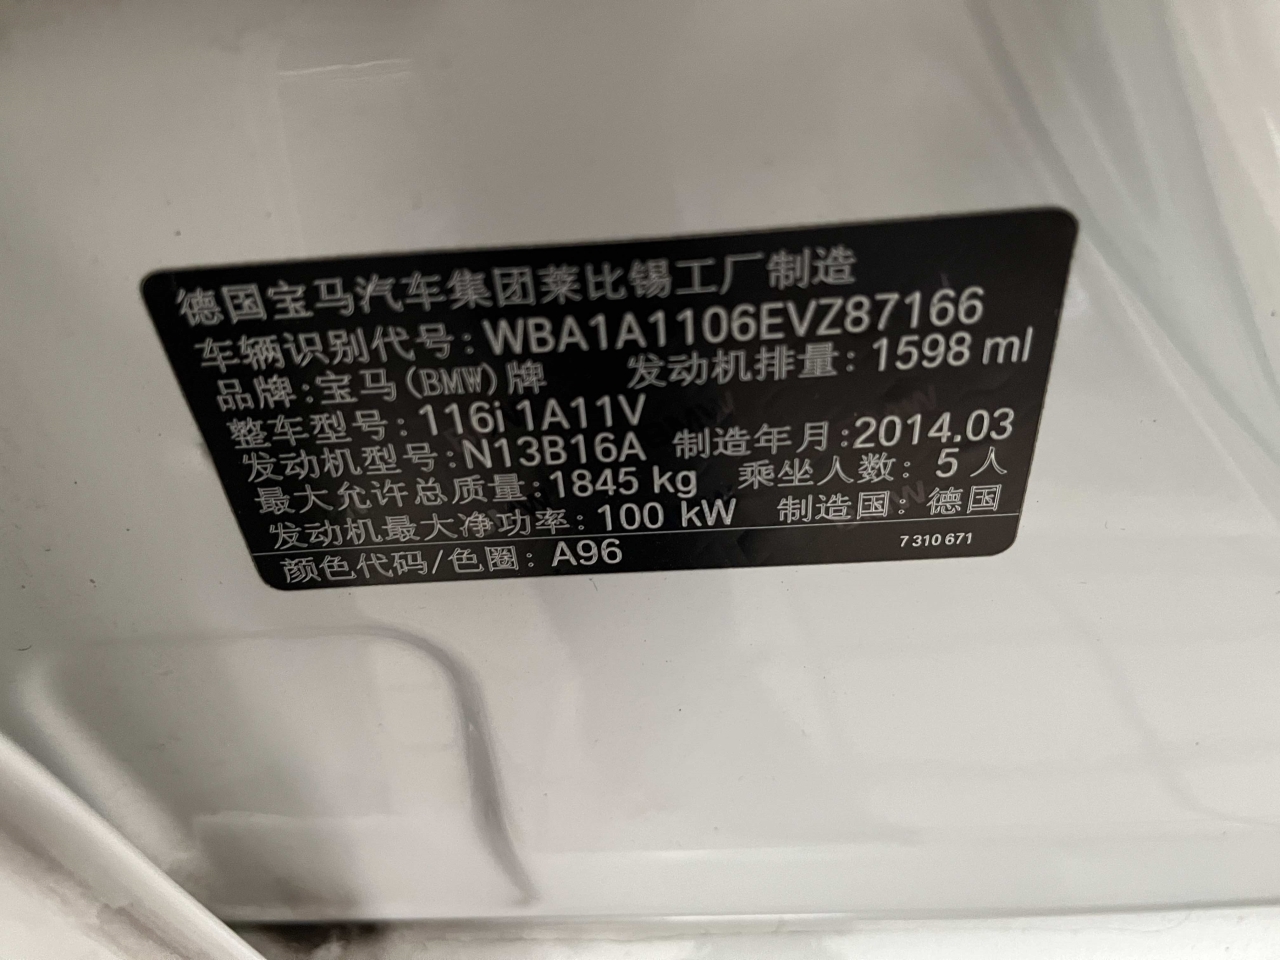 德国宝马汽车集团莱比锡工厂制造
车辆识别代号: WBA1A1106EVZ87166
品牌:宝马(BMW)牌 发动机排量: 1598 ml
整车型号: 116i 1A11V
发动机型号: N13B16A 制造年月:2014.03
最大允许总质量:1845 kg 乘坐人数: 5 人
发动机最大净功率: 100 kW 制造国: 德国
颜色代码/色圈: A96 7 310 671